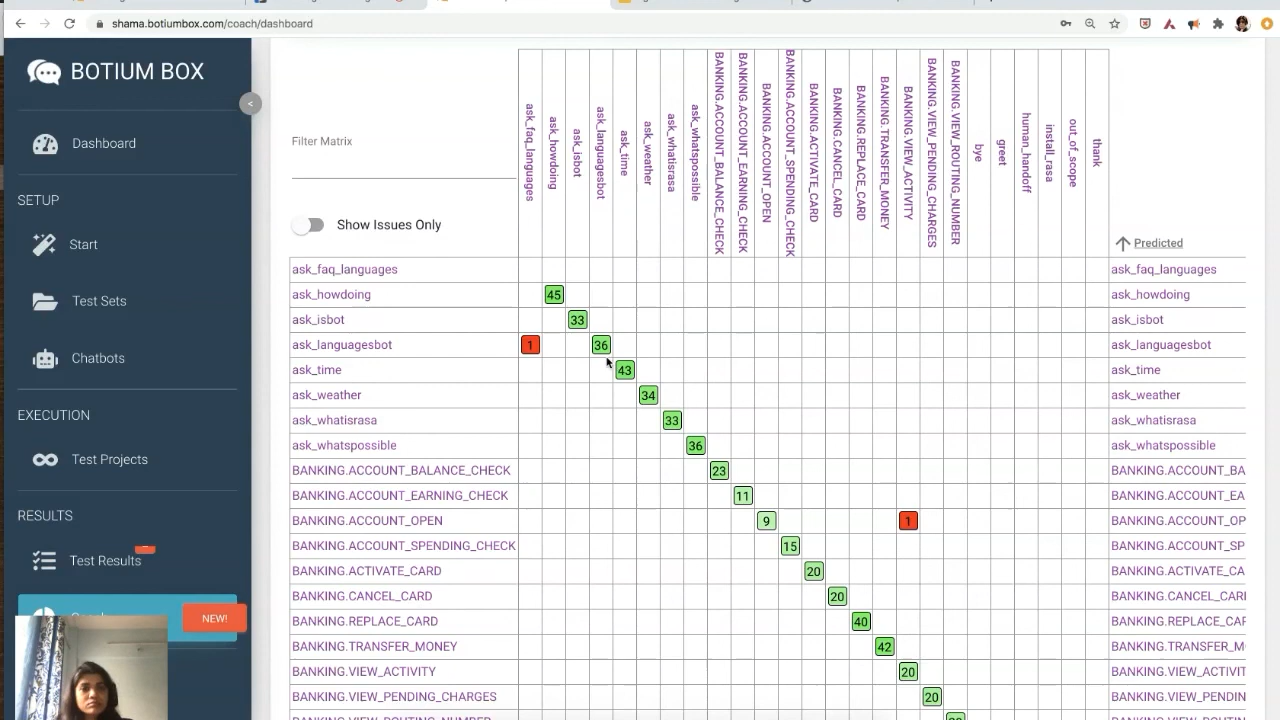 shama.botiumbox.com/coach/dashboard
BOTIUM BOX
<
Dashboard
SETUP
Start
Test Sets
Chatbots
EXECUTION
Test Projects
RESULTS
Test Results
NEW!
Filter Matrix
Show Issues Only
ask_faq_languages
ask_howdoing
ask_isbot
ask_languagesbot
ask_time
ask_weather
ask_whatisrasa
ask_whatspossible
BANKING.ACCOUNT_BALANCE_CHECK
BANKING.ACCOUNT_EARNING_CHECK
BANKING.ACCOUNT_OPEN
BANKING.ACCOUNT_SPENDING_CHECK
BANKING.ACTIVATE_CARD
BANKING.CANCEL_CARD
BANKING.REPLACE_CARD
BANKING.TRANSFER_MONEY
BANKING.VIEW_ACTIVITY
BANKING.VIEW_PENDING_CHARGES
BANKING.VIEW_ROUTING_NUMBER
bye
greet
human_handoff
install_rasa
out_of_scope
thank
Predicted
ask_faq_languages ask_faq_languages
ask_howdoing 45 ask_howdoing
ask_isbot 33 ask_isbot
ask_languagesbot 1 36 ask_languagesbot
ask_time 43 ask_time
ask_weather 34 ask_weather
ask_whatisrasa 33 ask_whatisrasa
ask_whatspossible 36 ask_whatspossible
BANKING.ACCOUNT_BALANCE_CHECK 23 BANKING.ACCOUNT_BA
BANKING.ACCOUNT_EARNING_CHECK 11 BANKING.ACCOUNT_EA
BANKING.ACCOUNT_OPEN 9 1 BANKING.ACCOUNT_OP
BANKING.ACCOUNT_SPENDING_CHECK 15 BANKING.ACCOUNT_SP
BANKING.ACTIVATE_CARD 20 BANKING.ACTIVATE_CA
BANKING.CANCEL_CARD 20 BANKING.CANCEL_CARI
BANKING.REPLACE_CARD 40 BANKING.REPLACE_CAF
BANKING.TRANSFER_MONEY 42 BANKING.TRANSFER_M
BANKING.VIEW_ACTIVITY 20 BANKING.VIEW_ACTIVIT
BANKING.VIEW_PENDING_CHARGES 20 BANKING.VIEW_PENDIN
BANKING.VIEW_ROUTING_NUMBER